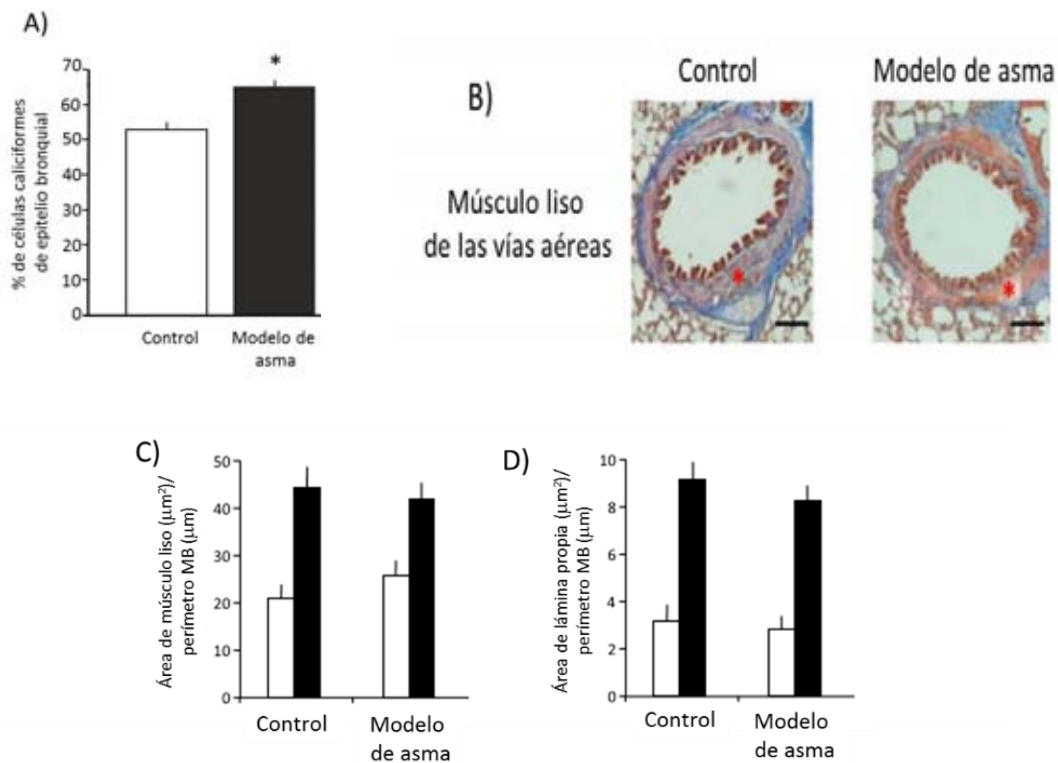 A)
% de células caliciformes
de epitelio bronquial
70
60
50
40
30
20
10
0
*
Control
Modelo de
asma
B)
Control
Modelo de asma
Músculo liso
de las vías aéreas
*
*
C)
Área de músculo liso (μm²)/
perímetro MB (μm)
50
40
30
20
10
0
Control
Modelo
de asma
D)
Área de lámina propia (μm²)/
perímetro MB (μm)
10
8
6
4
2
0
Control
Modelo
de asma